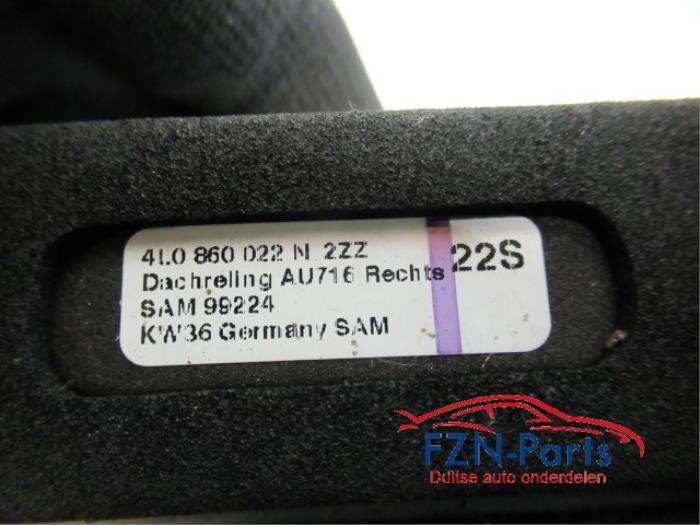 4L0 860 022 N 2ZZ
22S
Dachreling AU716 Rechts
SAM 99224
KW36 Germany SAM
FZN-Parts
Duitse auto onderdelen